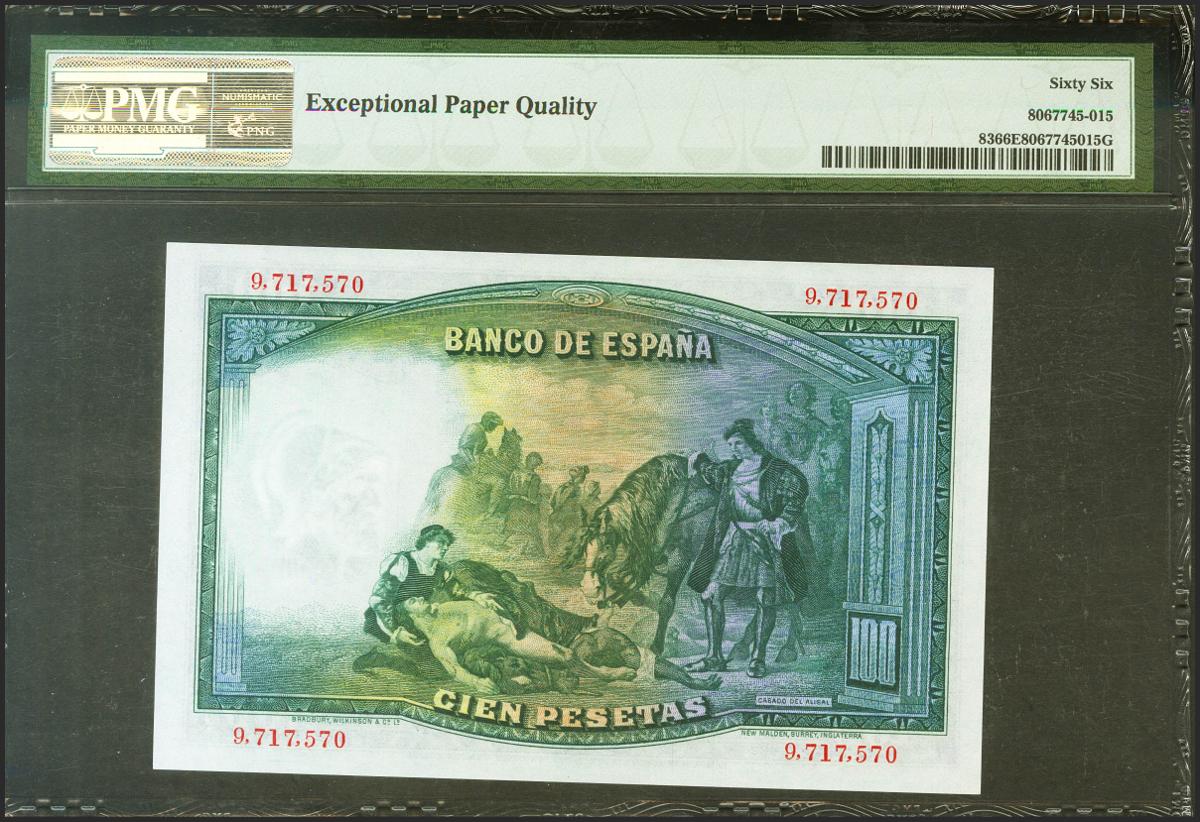 PMG
PAPER MONEY GUARANTY
NUMISMATIC
PNG
Exceptional Paper Quality
Sixty Six
8067745-015
8366E8067745015G
9,717,570
9,717,570
BANCO DE ESPAÑA
100
CIEN PESETAS
CASADO DEL ALISAL
BRADBURY, WILKINSON & Cº Lº
NEW MALDEN, SURREY, INGLATERRA
9,717,570
9,717,570